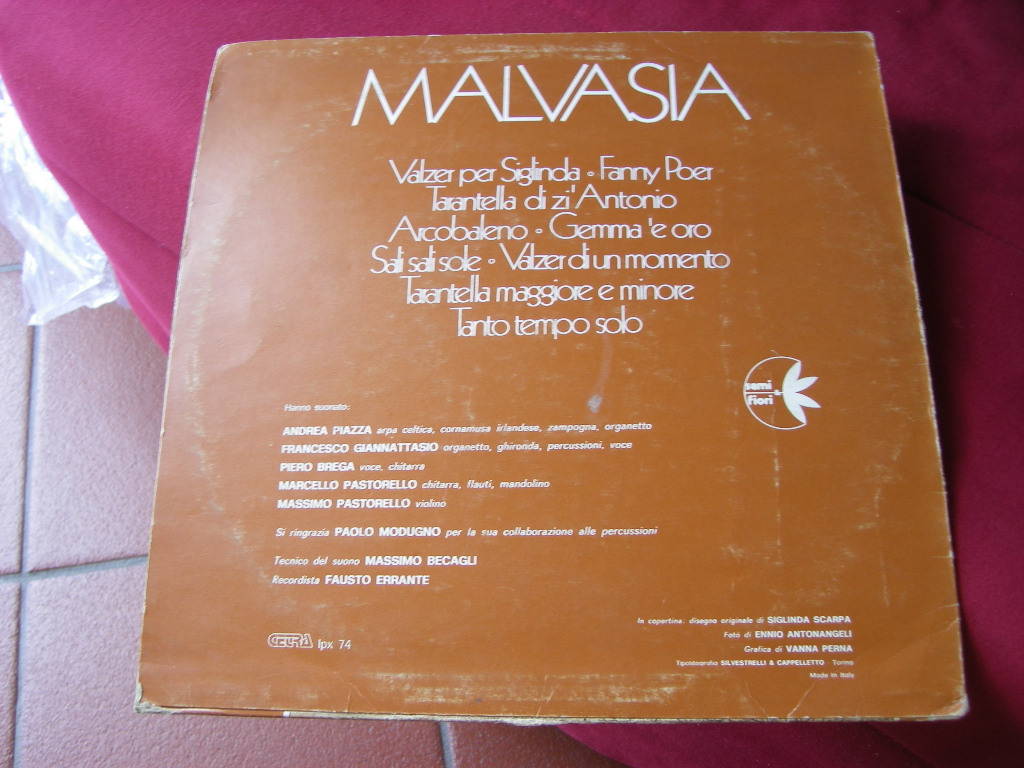 MALVASIA
Valzer per Siglinda • Fanny Poer
Tarantella di zi'Antonio
Arcobaleno • Gemma 'e oro
Sali sali sole • Valzer di un momento
Tarantella maggiore e minore
Tanto tempo solo
semi &
fiori
Hanno suonato:
ANDREA PIAZZA arpa celtica, cornamusa irlandese, zampogna, organetto
FRANCESCO GIANNATTASIO organetto, ghironda, percussioni, voce
PIERO BREGA voce, chitarra
MARCELLO PASTORELLO chitarra, flauti, mandolino
MASSIMO PASTORELLO violino
Si ringrazia PAOLO MODUGNO per la sua collaborazione alle percussioni
Tecnico del suono MASSIMO BECAGLI
Recordista FAUSTO ERRANTE
CETRA lpx 74
In copertina: disegno originale di SIGLINDA SCARPA
Foto di ENNIO ANTONANGELI
Grafica di VANNA PERNA
Tipolitografia SILVESTRELLI & CAPPELLETTO - Torino
Made in Italy